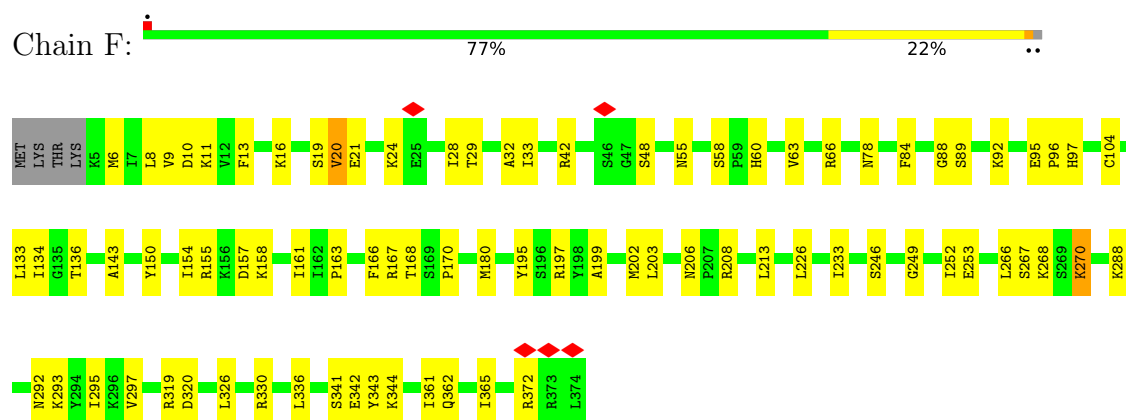 Chain F:
77%
22%
MET LYS THR LYS K5 M6 I7 L8 V9 D10 K11 V12 F13 K16 S19 V20 E21 K24 E25 I28 T29 A32 I33 R42 S46 G47 S48 N55 S58 P59 H60 V63 R66 N78 F84 G88 S89 K92 E95 P96 H97 C104
L133 I134 G135 T136 A143 Y150 I154 R155 K156 D157 K158 I161 I162 P163 F166 R167 T168 S169 P170 M180 Y195 S196 R197 Y198 A199 M202 L203 N206 P207 R208 L213 L226 I233 S246 G249 I252 E253 L266 S267 K268 S269 K270 K288
N292 K293 Y294 I295 K296 V297 R319 D320 L326 R330 L336 S341 E342 Y343 K344 I361 Q362 I365 R372 R373 L374